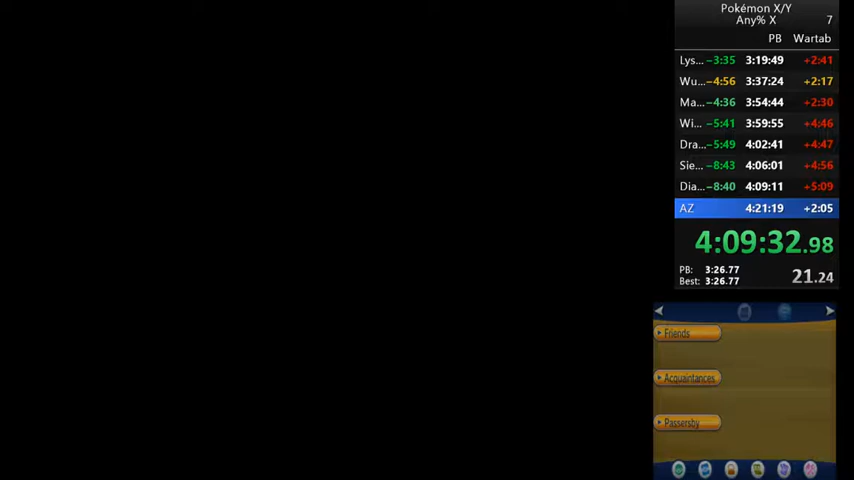 Pokémon X/Y
Any% X 7
PB Wartab
Lys... −3:35 3:19:49 +2:41
Wu... −4:56 3:37:24 +2:17
Ma... −4:36 3:54:44 +2:30
Wi... −5:41 3:59:55 +4:46
Dra... −5:49 4:02:41 +4:47
Sie... −8:43 4:06:01 +4:56
Dia... −8:40 4:09:11 +5:09
AZ 4:21:19 +2:05
4:09:32.98
PB: 3:26.77 21.24
Best: 3:26.77
Friends
Acquaintances
Passersby